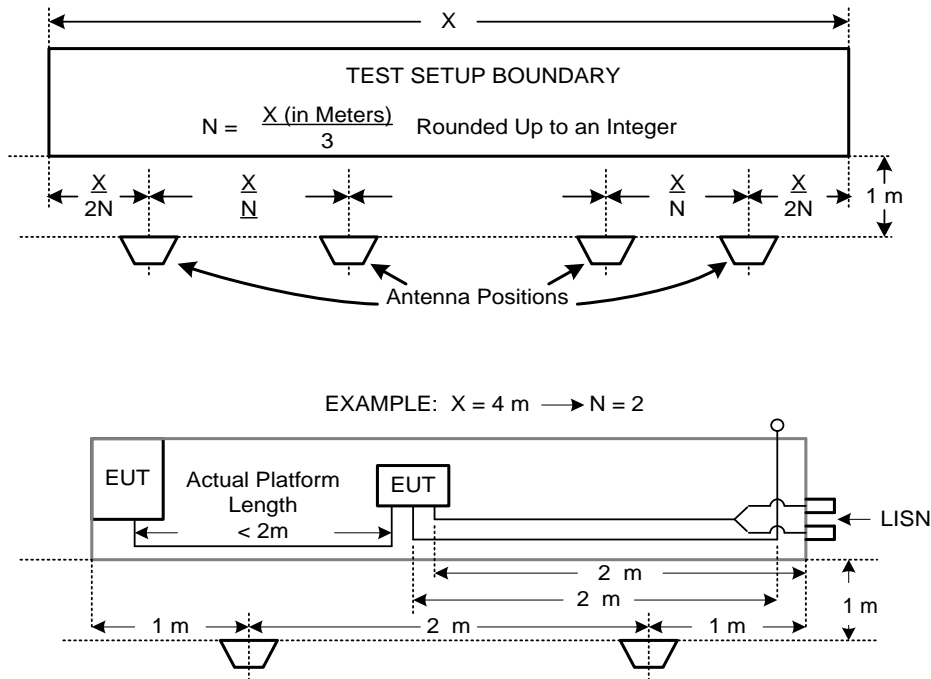 X
TEST SETUP BOUNDARY
N = X (in Meters) Rounded Up to an Integer
3
X X X X
2N N N 2N
1 m
Antenna Positions
EXAMPLE: X = 4 m → N = 2
EUT
Actual Platform
Length
< 2m
EUT
LISN
2 m
2 m
1 m
1 m 2 m 1 m